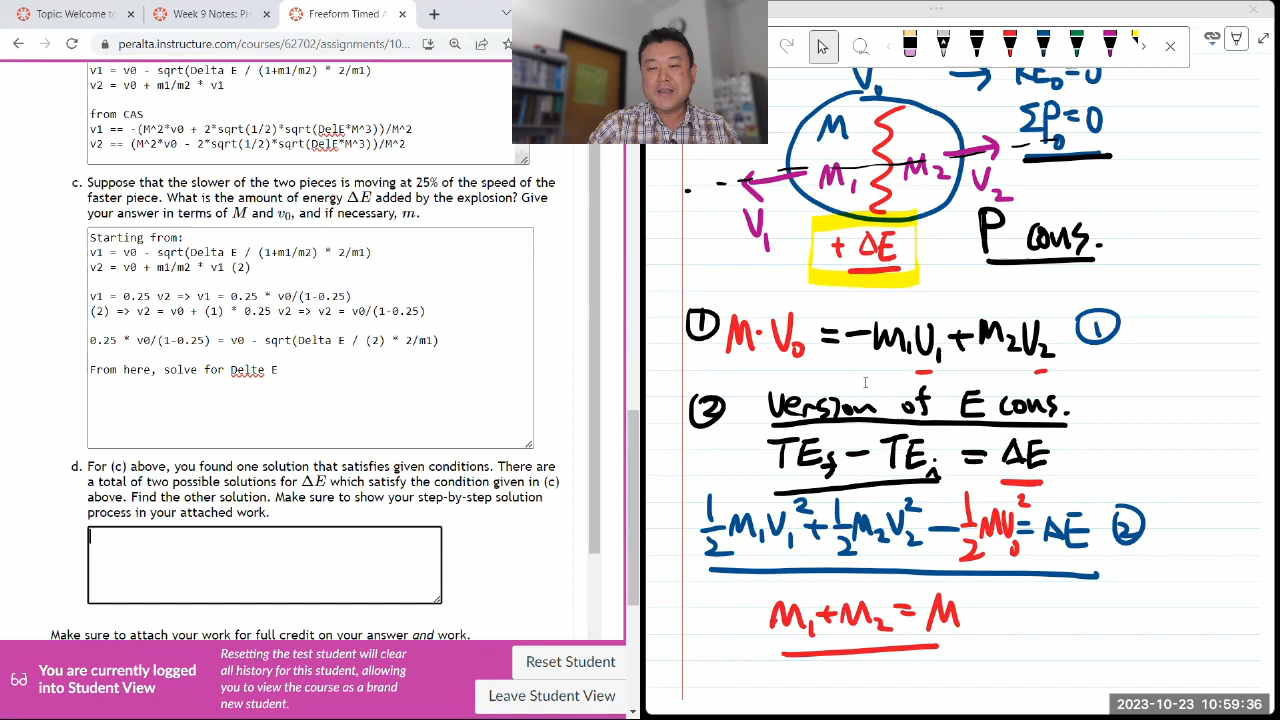 Topic: Welcome to
Week 9 Notes: PH
Freeform Timed A
peralta.instructure.com/courses/62702/assignments/10...
v1 = v0 - sqrt(Delta E / (1+m1/m2) * 2/m1)
v2 = v0 + m1/m2 * v1
from CAS
v1 == -(M^2*v0 + 2*sqrt(1/2)*sqrt(DelE*M^3))/M^2
v2 == (M^2*v0 - 2*sqrt(1/2)*sqrt(DelE*M^3))/M^2
c. Suppose that the slower of the two pieces is moving at 25% of the speed of the
faster piece. What is the amount of energy ΔE added by the explosion? Give
your answer in terms of M and v₀, and if necessary, m.
Starting from:
v1 = v0 - sqrt(Delta E / (1+m1/m2) * 2/m1)
v2 = v0 + m1/m2 * v1 (2)
v1 = 0.25 v2 => v1 = 0.25 * v0/(1-0.25)
(2) => v2 = v0 + (1) * 0.25 v2 => v2 = v0/(1-0.25)
0.25 * v0/(1-0.25) = v0 - sqrt(Delta E / (2) * 2/m1)
From here, solve for Delte E
d. For (c) above, you found one solution that satisfies given conditions. There are
a total of two possible solutions for ΔE which satisfy the condition given in (c)
above. Find the other solution. Make sure to show your step-by-step solution
process in your attached work.
Make sure to attach your work for full credit on your answer and work.
You are currently logged
into Student View
Resetting the test student will clear
all history for this student, allowing
you to view the course as a brand
new student.
Reset Student
Leave Student View
V₀ → KE₀=0
M ΣP₀=0
M₁ M₂
V₁ V₂
+ ΔE P cons.
① M·V₀ = -M₁V₁ + M₂V₂ ①
② Version of E cons.
TE_f - TE_i = ΔE
½M₁V₁² + ½M₂V₂² - ½MV₀² = ΔE ②
M₁ + M₂ = M
2023-10-23 10:59:36